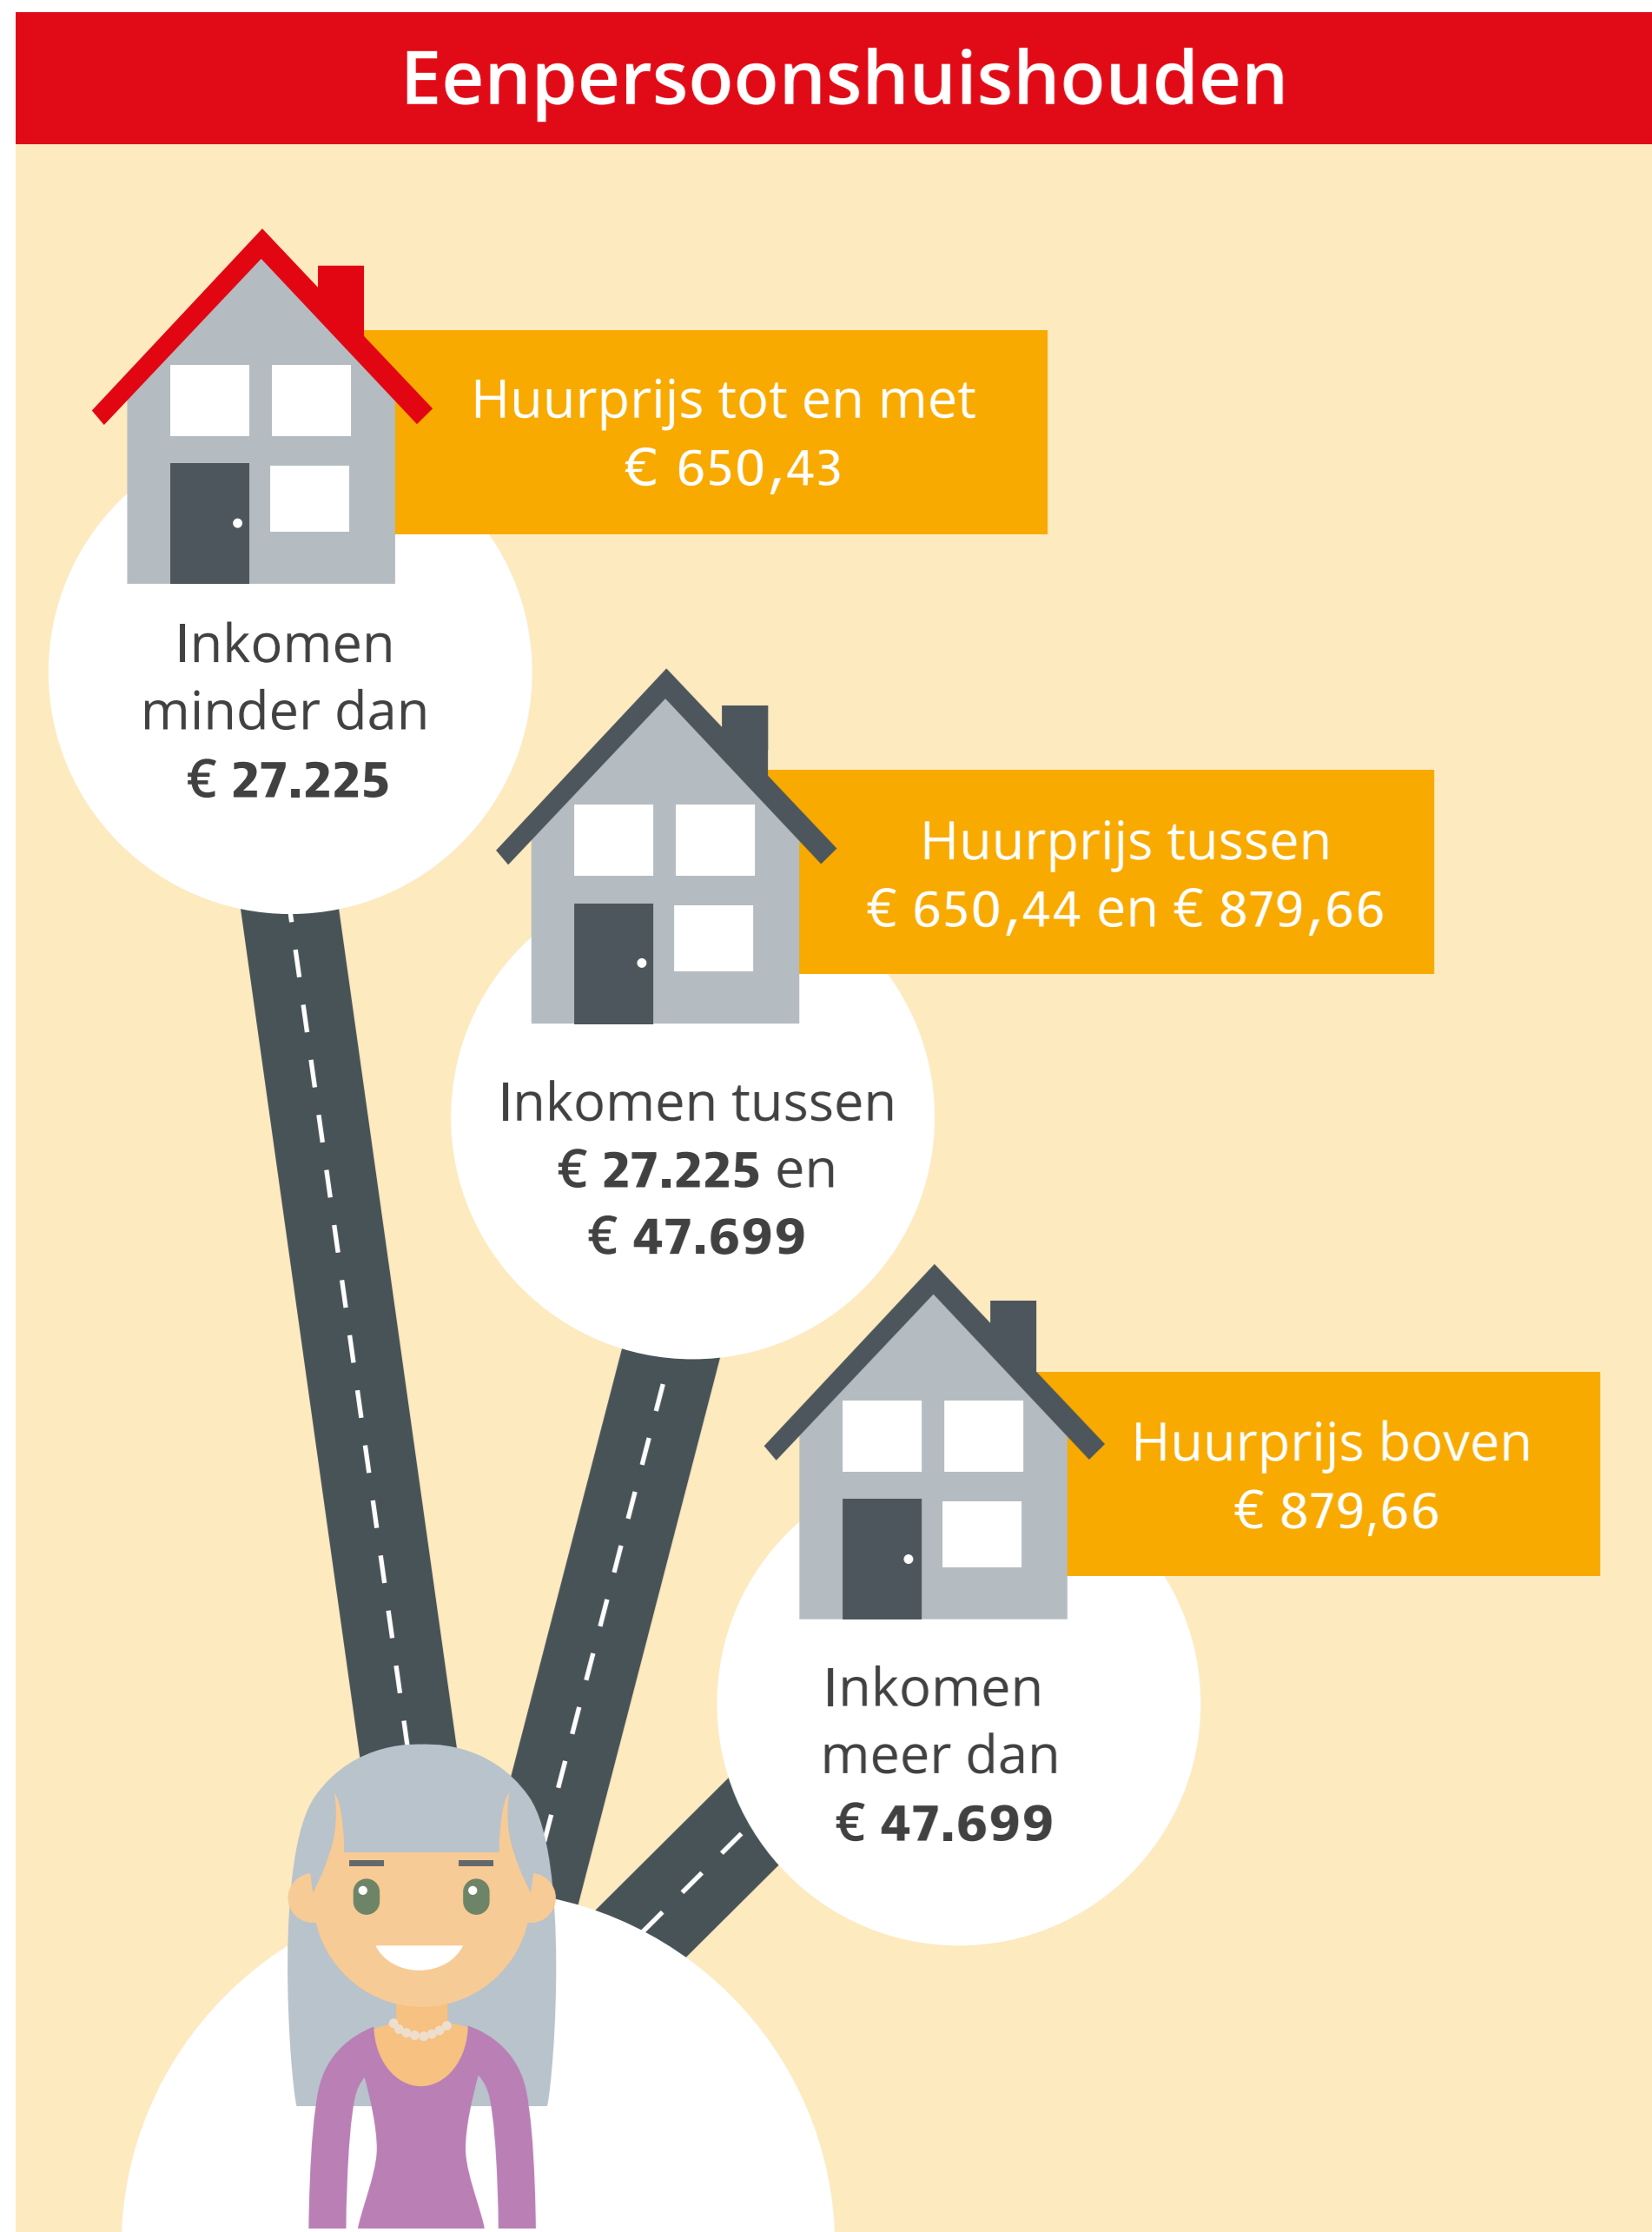 Eenpersoonshuishouden
Huurprijs tot en met
€ 650,43
Inkomen
minder dan
€ 27.225
Huurprijs tussen
€ 650,44 en € 879,66
Inkomen tussen
€ 27.225 en
€ 47.699
Huurprijs boven
€ 879,66
Inkomen
meer dan
€ 47.699